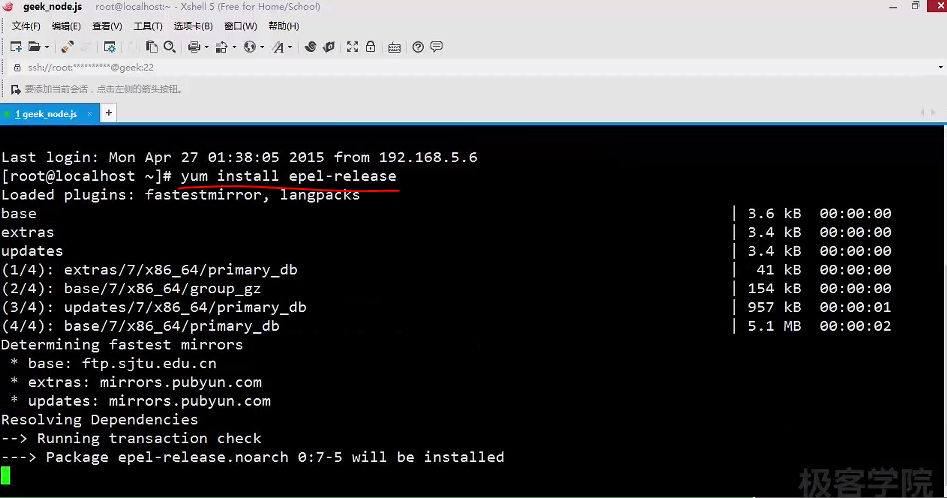 geek_node.js root@localhost:~ - Xshell 5 (Free for Home/School)
文件(F) 编辑(E) 查看(V) 工具(T) 选项卡(B) 窗口(W) 帮助(H)
ssh://root:*********@geek:22
要添加当前会话，点击左侧的箭头按钮。
1 geek_node.js × +
Last login: Mon Apr 27 01:38:05 2015 from 192.168.5.6
[root@localhost ~]# yum install epel-release
Loaded plugins: fastestmirror, langpacks
base | 3.6 kB 00:00:00
extras | 3.4 kB 00:00:00
updates | 3.4 kB 00:00:00
(1/4): extras/7/x86_64/primary_db | 41 kB 00:00:00
(2/4): base/7/x86_64/group_gz | 154 kB 00:00:00
(3/4): updates/7/x86_64/primary_db | 957 kB 00:00:01
(4/4): base/7/x86_64/primary_db | 5.1 MB 00:00:02
Determining fastest mirrors
* base: ftp.sjtu.edu.cn
* extras: mirrors.pubyun.com
* updates: mirrors.pubyun.com
Resolving Dependencies
--> Running transaction check
---> Package epel-release.noarch 0:7-5 will be installed
极客学院